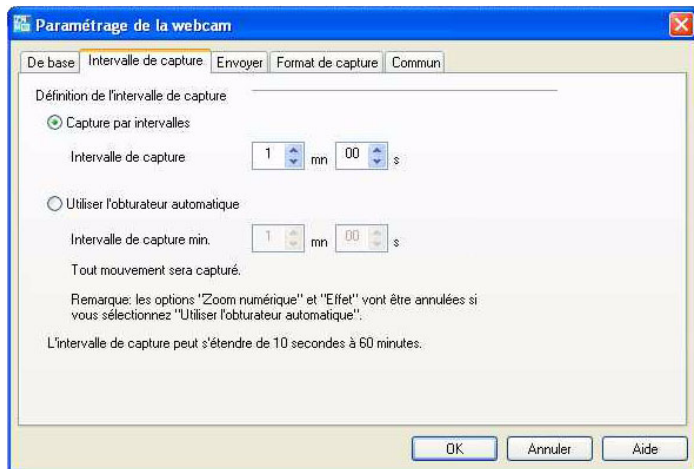 Paramétrage de la webcam
De base Intervalle de capture Envoyer Format de capture Commun
Définition de l'intervalle de capture
Capture par intervalles
Intervalle de capture 1 mn 00 s
Utiliser l'obturateur automatique
Intervalle de capture min. 1 mn 00 s
Tout mouvement sera capturé.
Remarque: les options "Zoom numérique" et "Effet" vont être annulées si
vous sélectionnez "Utiliser l'obturateur automatique".
L'intervalle de capture peut s'étendre de 10 secondes à 60 minutes.
OK Annuler Aide